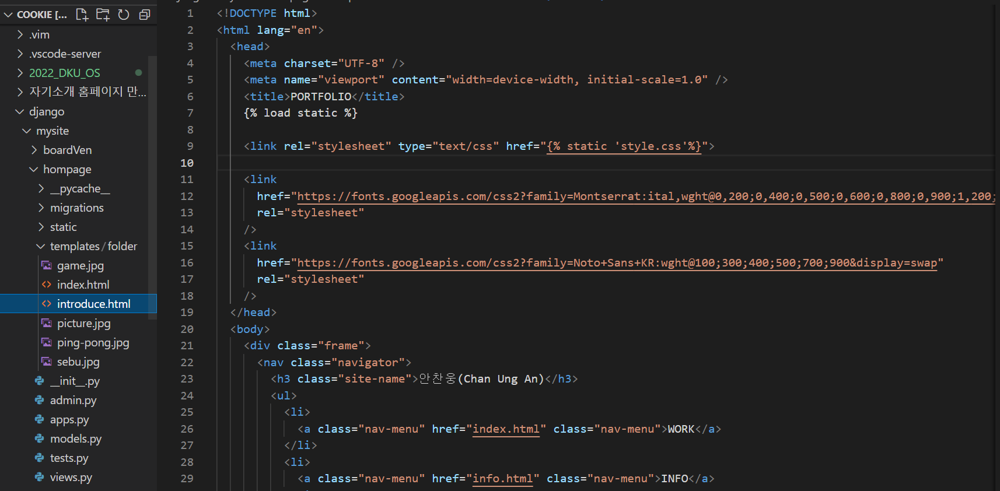 COOKIE [...
.vim
.vscode-server
2022_DKU_OS
자기소개 홈페이지 만...
django
mysite
boardVen
hompage
__pycache__
migrations
static
templates/folder
game.jpg
index.html
introduce.html
picture.jpg
ping-pong.jpg
sebu.jpg
__init__.py
admin.py
apps.py
models.py
tests.py
views.py
1 <!DOCTYPE html>
2 <html lang="en">
3 <head>
4 <meta charset="UTF-8" />
5 <meta name="viewport" content="width=device-width, initial-scale=1.0" />
6 <title>PORTFOLIO</title>
7 {% load static %}
8
9 <link rel="stylesheet" type="text/css" href="{% static 'style.css'%}">
10
11 <link
12 href="https://fonts.googleapis.com/css2?family=Montserrat:ital,wght@0,200;0,400;0,500;0,600;0,800;0,900;1,200;
13 rel="stylesheet"
14 />
15 <link
16 href="https://fonts.googleapis.com/css2?family=Noto+Sans+KR:wght@100;300;400;500;700;900&display=swap"
17 rel="stylesheet"
18 />
19 </head>
20 <body>
21 <div class="frame">
22 <nav class="navigator">
23 <h3 class="site-name">안찬웅(Chan Ung An)</h3>
24 <ul>
25 <li>
26 <a class="nav-menu" href="index.html" class="nav-menu">WORK</a>
27 </li>
28 <li>
29 <a class="nav-menu" href="info.html" class="nav-menu">INFO</a>